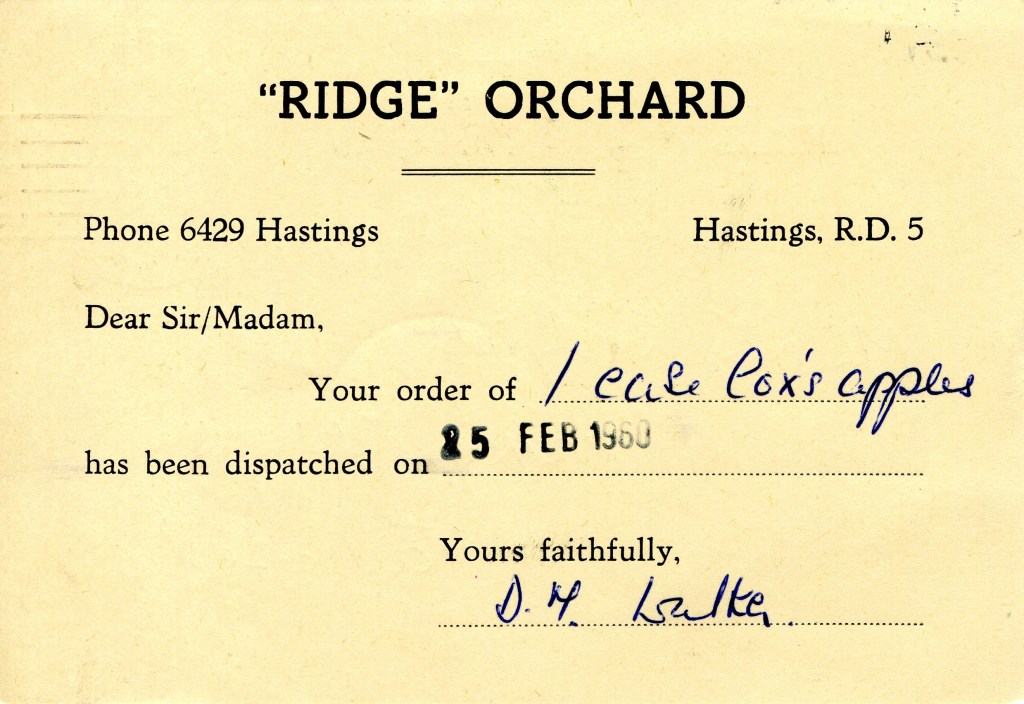 “RIDGE” ORCHARD
Phone 6429 Hastings Hastings, R.D. 5
Dear Sir/Madam,
Your order of 1 case Cox's apples
has been dispatched on 25 FEB 1960
Yours faithfully,
D. M. Walker